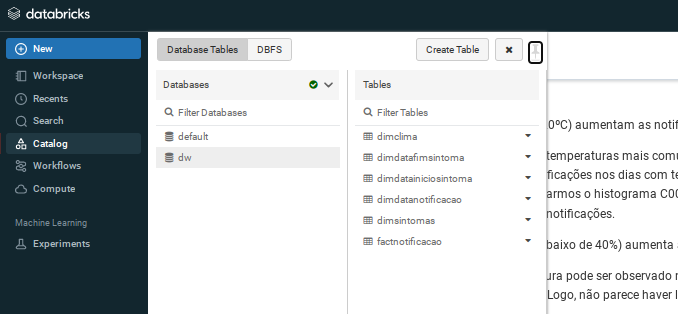 databricks
New
Workspace
Recents
Search
Catalog
Workflows
Compute
Machine Learning
Experiments
Database Tables
DBFS
Create Table
Databases
Filter Databases
default
dw
Tables
Filter Tables
dimclima
dimdatafimsintoma
dimdatainiciosintoma
dimdatanotificacao
dimsintomas
factnotificacao
0ºC) aumentam as notif
temperaturas mais comu
ficações nos dias com te
armos o histograma C00
notificações.
baixo de 40%) aumenta
ura pode ser observado
Logo, não parece haver